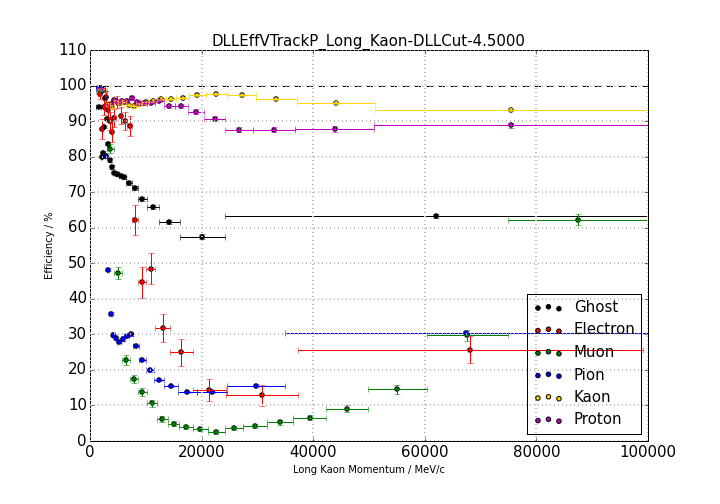 DLLEffVTrackP_Long_Kaon-DLLCut-4.5000
110
100
90
80
70
60
50
40
30
20
10
0
Efficiency / %
0 20000 40000 60000 80000 100000
Long Kaon Momentum / MeV/c
Ghost
Electron
Muon
Pion
Kaon
Proton